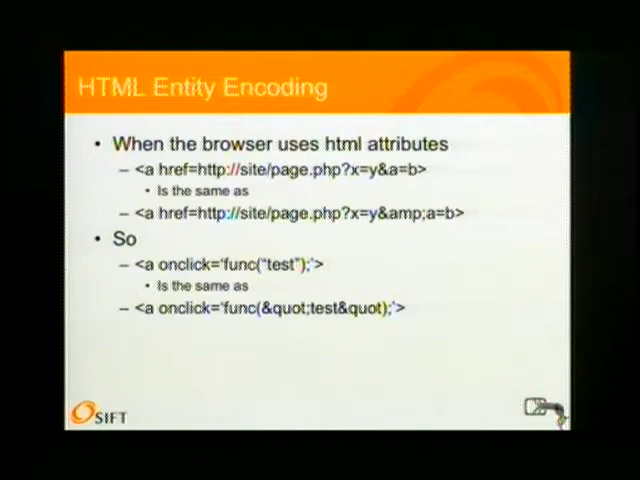 HTML Entity Encoding
• When the browser uses html attributes
– <a href=http://site/page.php?x=y&a=b>
• Is the same as
– <a href=http://site/page.php?x=y&amp;a=b>
• So
– <a onclick='func("test");'>
• Is the same as
– <a onclick='func(&quot;test&quot);'>
SIFT